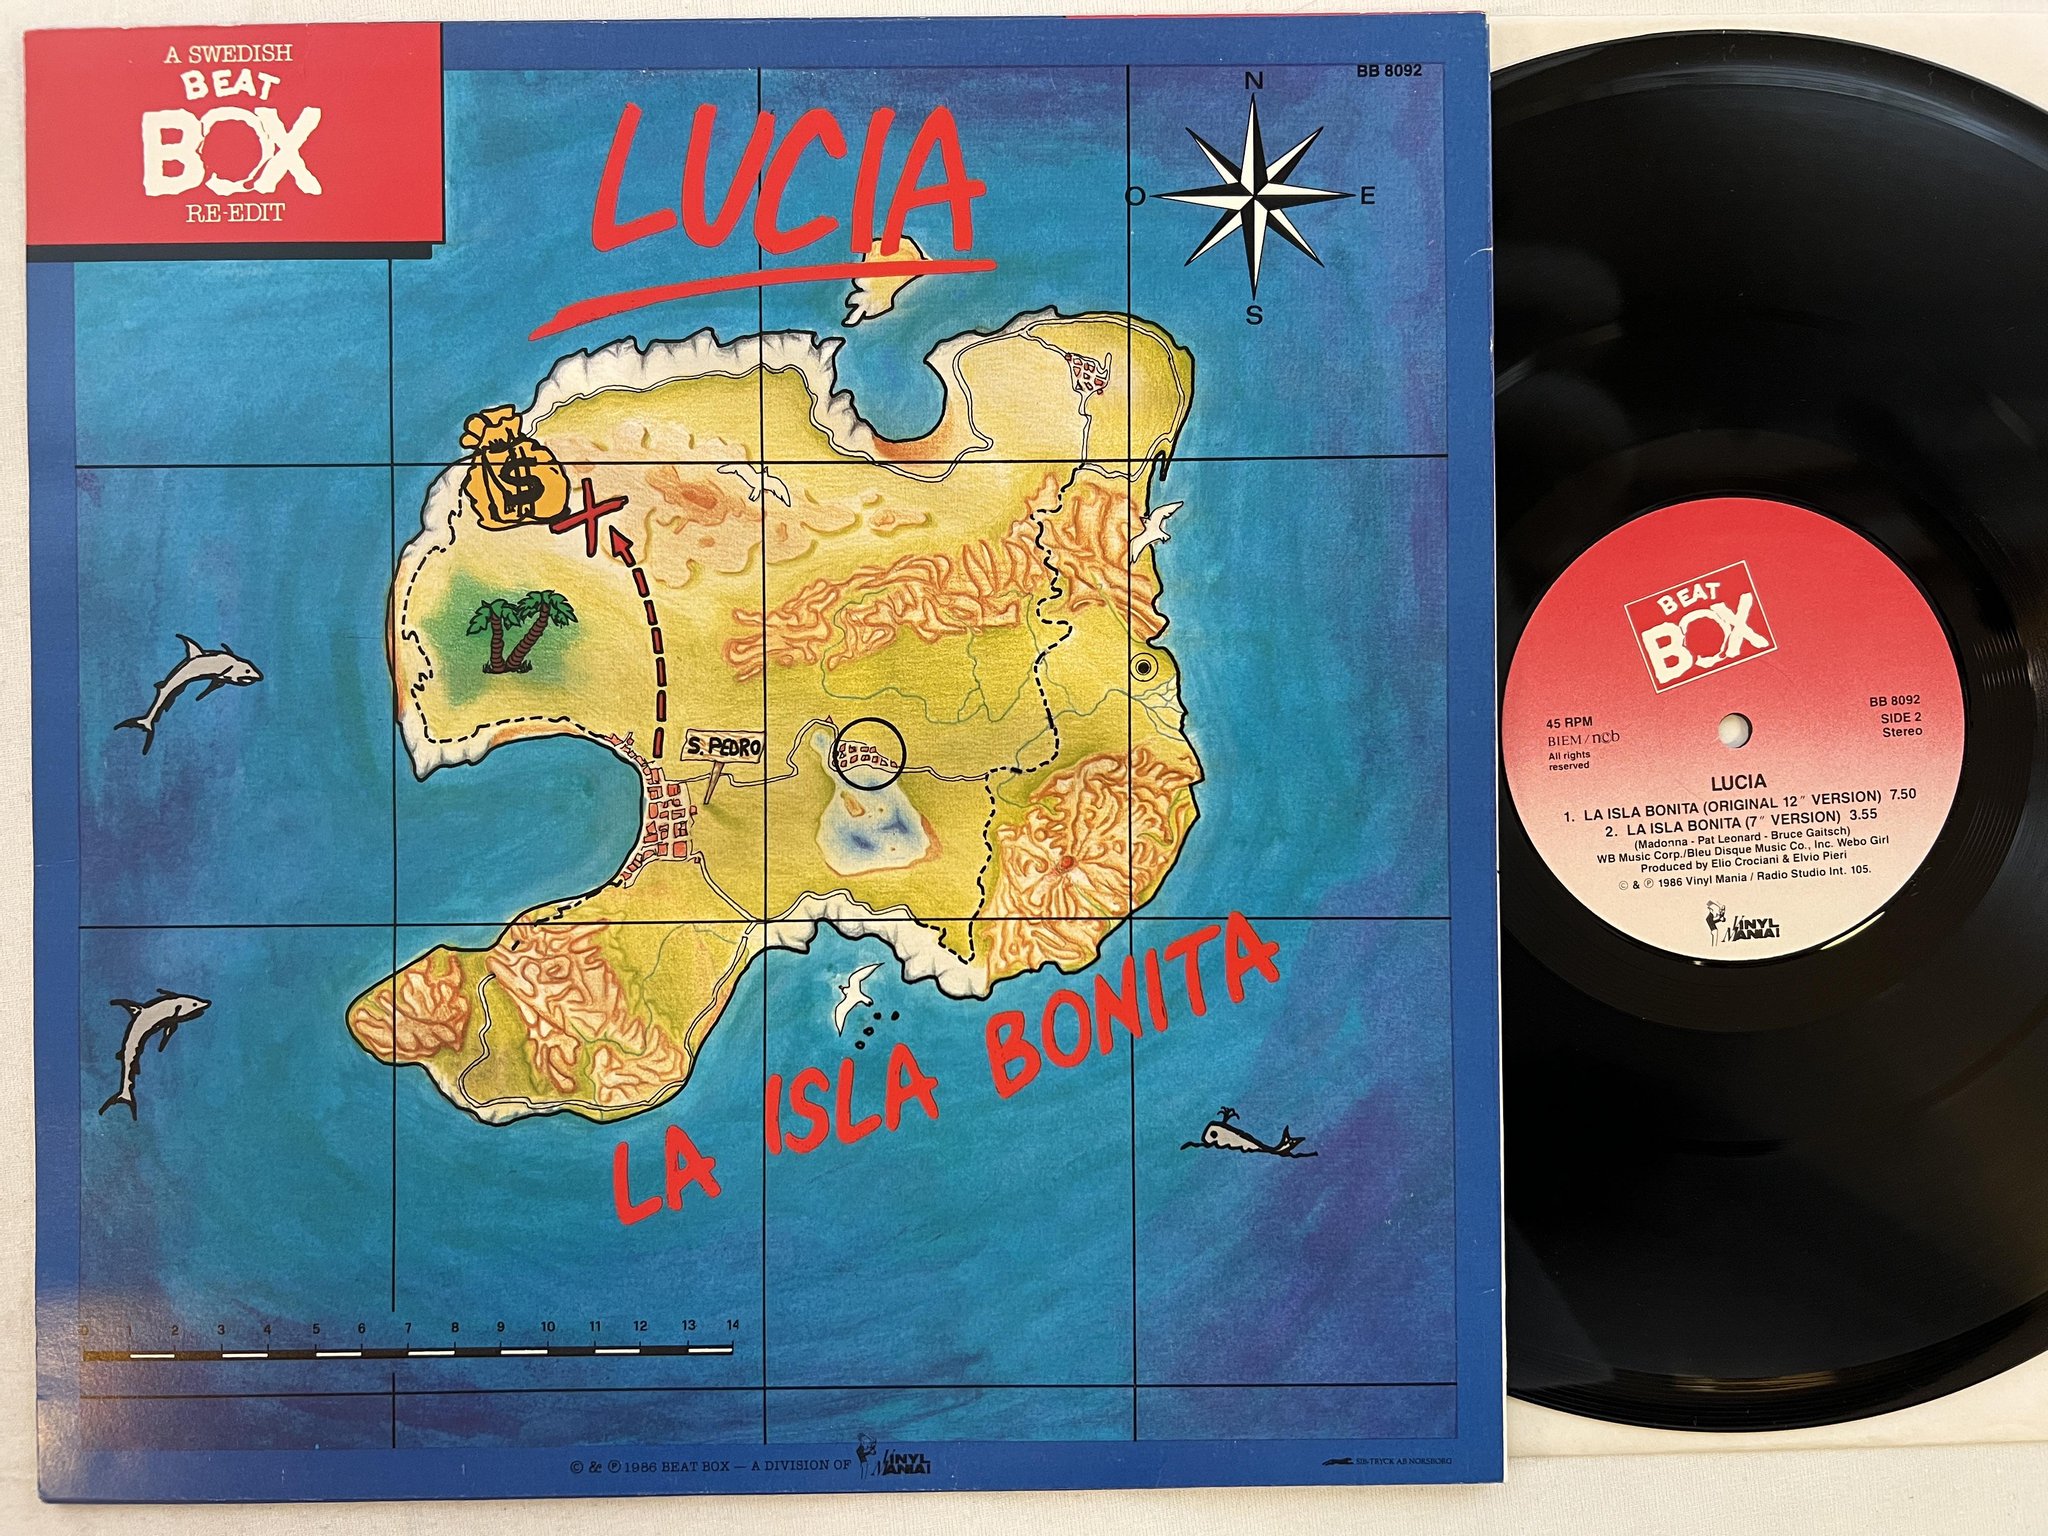 A SWEDISH
BEAT
BOX
RE-EDIT
BB 8092
LUCIA
N
O
E
S
$
S. PEDRO
LA ISLA BONITA
0 1 2 3 4 5 6 7 8 9 10 11 12 13 14
© & ℗ 1986 BEAT BOX — A DIVISION OF VINYL MANIA!
SIB-TRYCK AB NORSBORG
BEAT
BOX
45 RPM
BIEM/ncb
All rights
reserved
BB 8092
SIDE 2
Stereo
LUCIA
1. LA ISLA BONITA (ORIGINAL 12" VERSION) 7.50
2. LA ISLA BONITA (7" VERSION) 3.55
(Madonna - Pat Leonard - Bruce Gaitsch)
WB Music Corp./Bleu Disque Music Co., Inc. Webo Girl
Produced by Elio Crociani & Elvio Pieri
© & ℗ 1986 Vinyl Mania / Radio Studio Int. 105.
VINYL
MANIA!